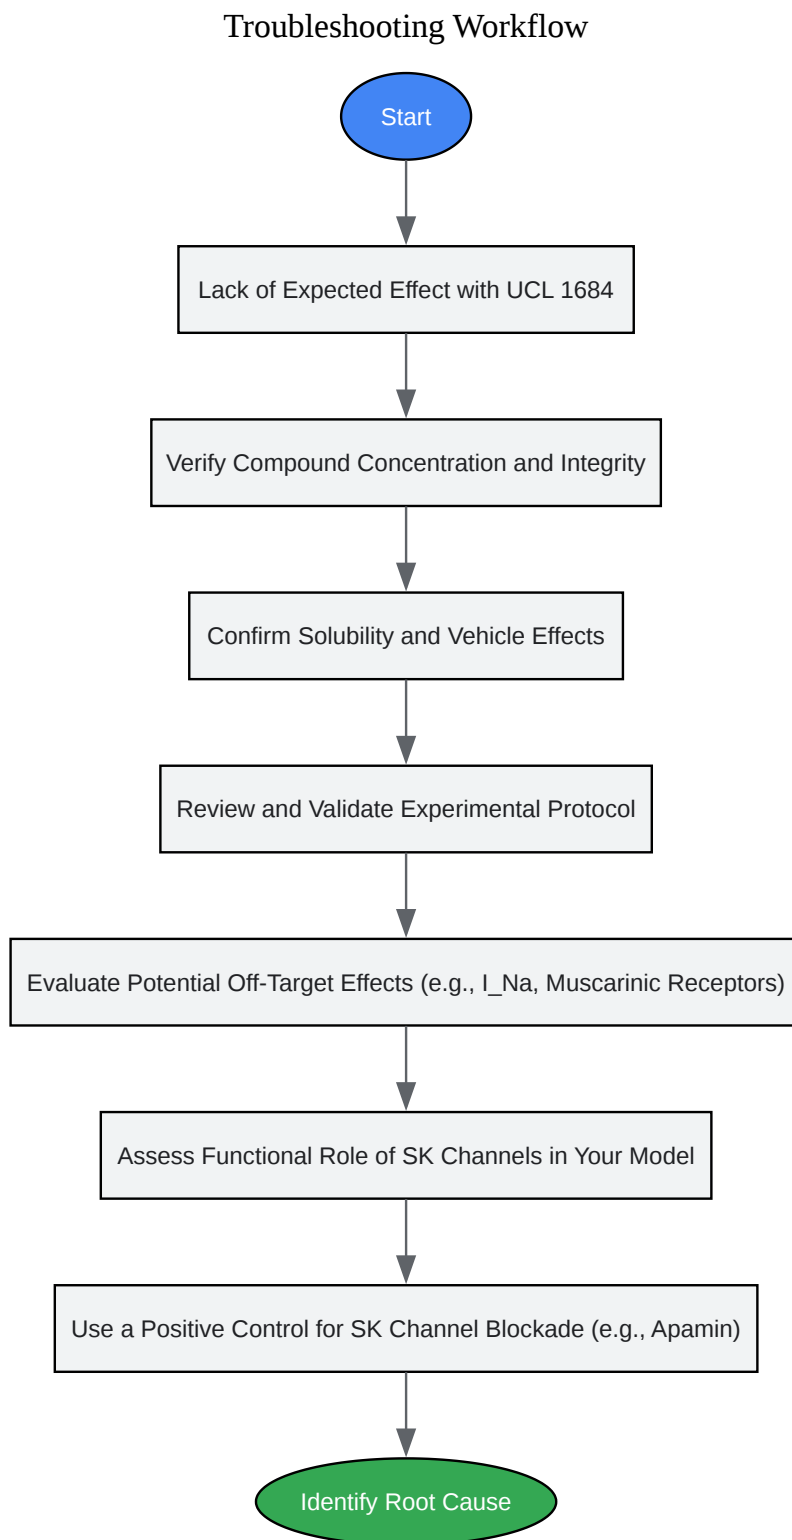 Troubleshooting Workflow
Start
Lack of Expected Effect with UCL 1684
Verify Compound Concentration and Integrity
Confirm Solubility and Vehicle Effects
Review and Validate Experimental Protocol
Evaluate Potential Off-Target Effects (e.g., I_Na, Muscarinic Receptors)
Assess Functional Role of SK Channels in Your Model
Use a Positive Control for SK Channel Blockade (e.g., Apamin)
Identify Root Cause